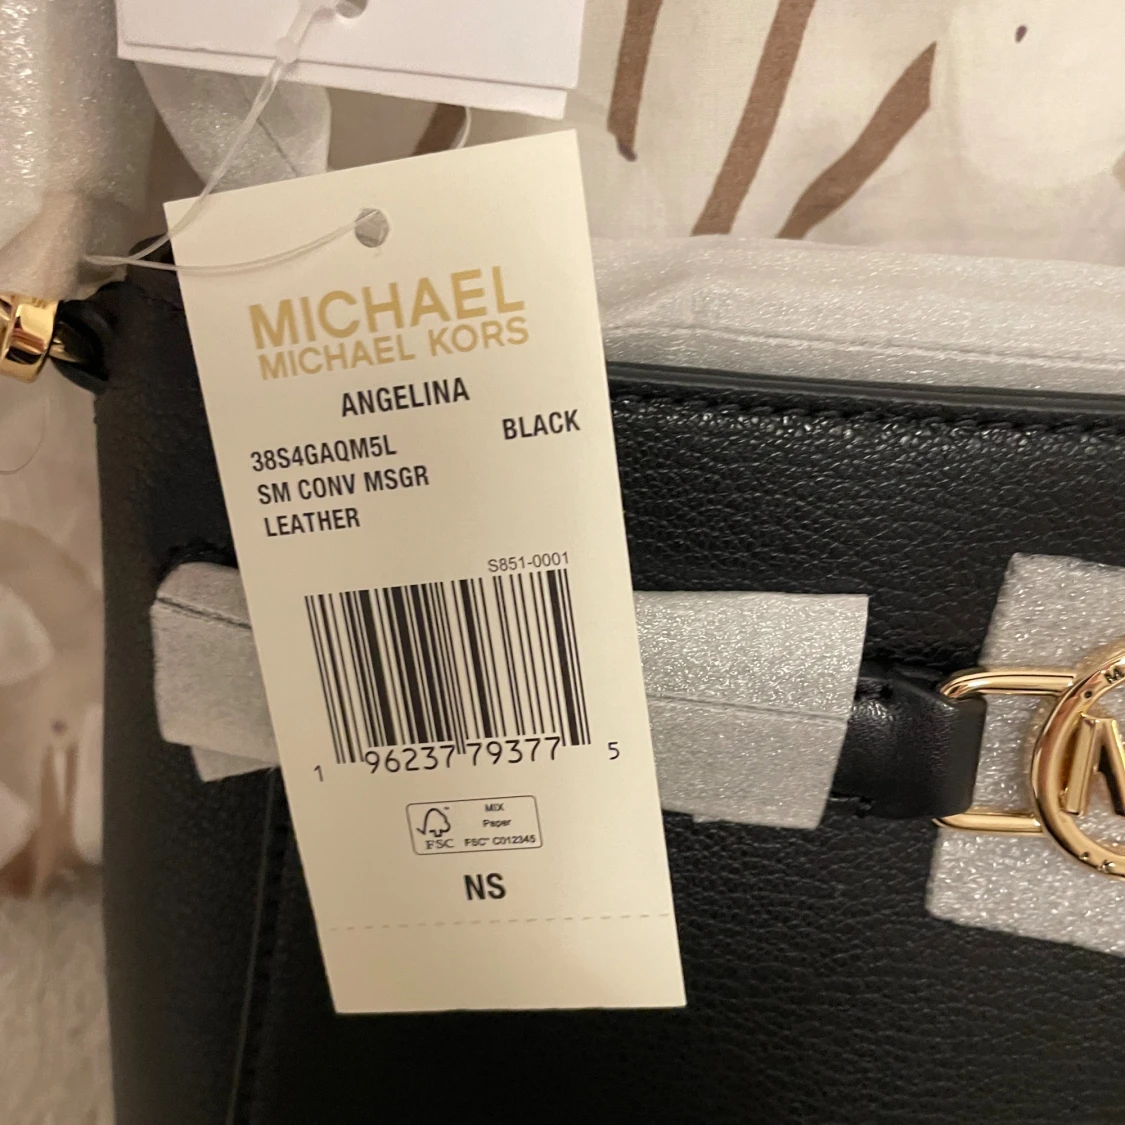 MICHAEL
MICHAEL KORS
ANGELINA
38S4GAQM5L BLACK
SM CONV MSGR
LEATHER
S851-0001
1 96237 79377 5
MIX
Paper
FSC FSC™ C012345
NS